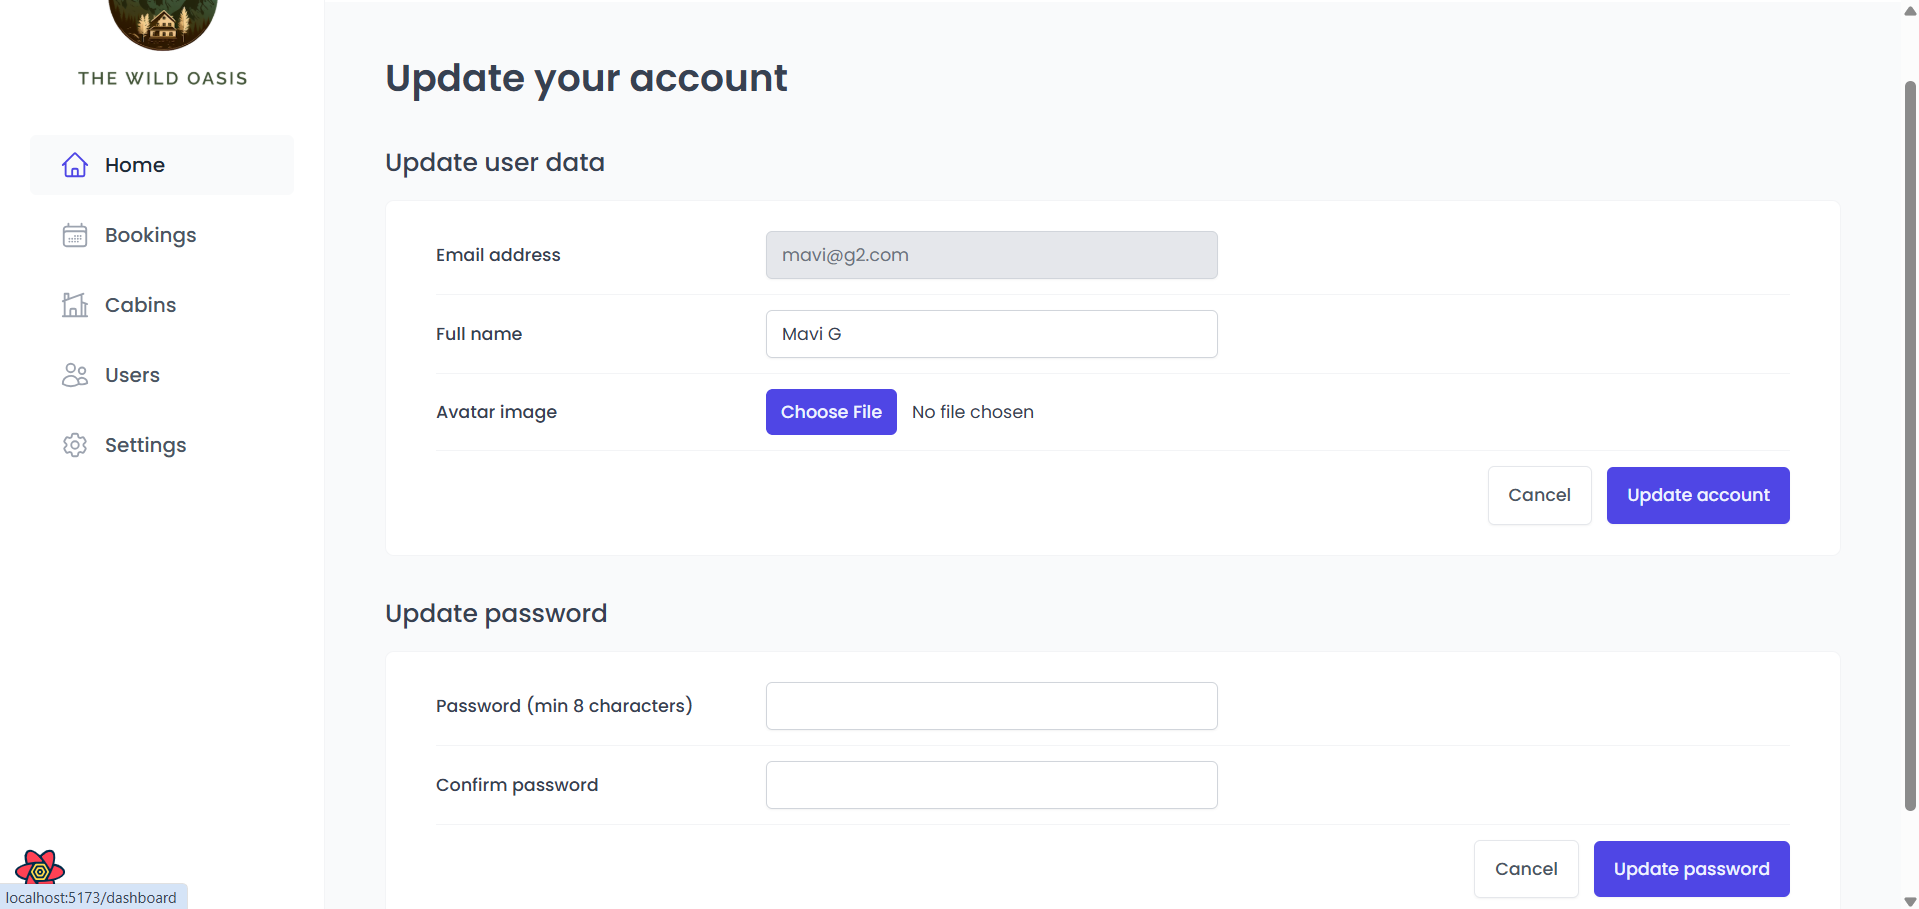 THE WILD OASIS
Home
Bookings
Cabins
Users
Settings
Update your account
Update user data
Email address
mavi@g2.com
Full name
Mavi G
Avatar image
Choose File No file chosen
Cancel
Update account
Update password
Password (min 8 characters)
Confirm password
Cancel
Update password
localhost:5173/dashboard